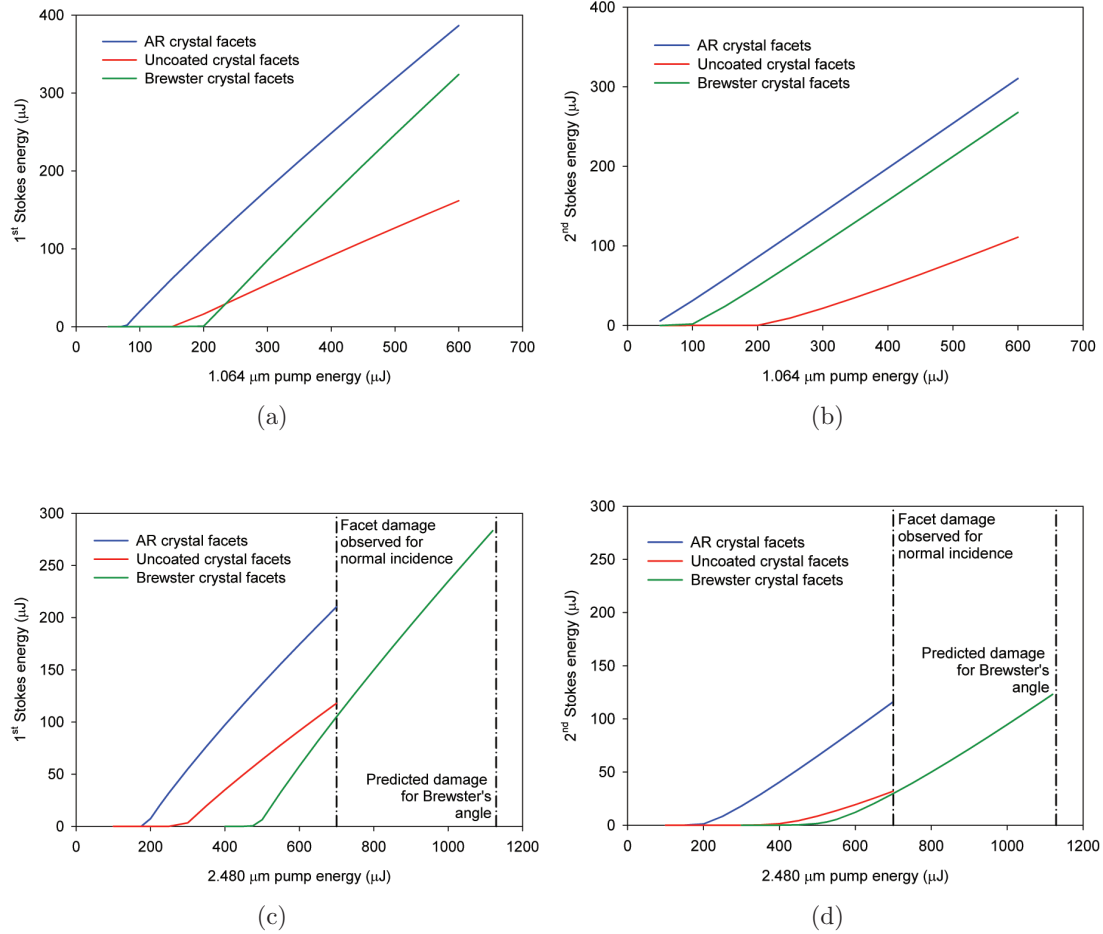 400
300
200
100
0
1st Stokes energy (µJ)
AR crystal facets
Uncoated crystal facets
Brewster crystal facets
0 100 200 300 400 500 600 700
1.064 µm pump energy (µJ)
(a)
400
300
200
100
0
2nd Stokes energy (µJ)
AR crystal facets
Uncoated crystal facets
Brewster crystal facets
0 100 200 300 400 500 600 700
1.064 µm pump energy (µJ)
(b)
300
250
200
150
100
50
0
1st Stokes energy (µJ)
AR crystal facets
Uncoated crystal facets
Brewster crystal facets
Facet damage
observed for
normal incidence
Predicted damage
for Brewster's
angle
0 200 400 600 800 1000 1200
2.480 µm pump energy (µJ)
(c)
300
250
200
150
100
50
0
2nd Stokes energy (µJ)
AR crystal facets
Uncoated crystal facets
Brewster crystal facets
Facet damage
observed for
normal incidence
Predicted damage
for Brewster's
angle
0 200 400 600 800 1000 1200
2.480 µm pump energy (µJ)
(d)